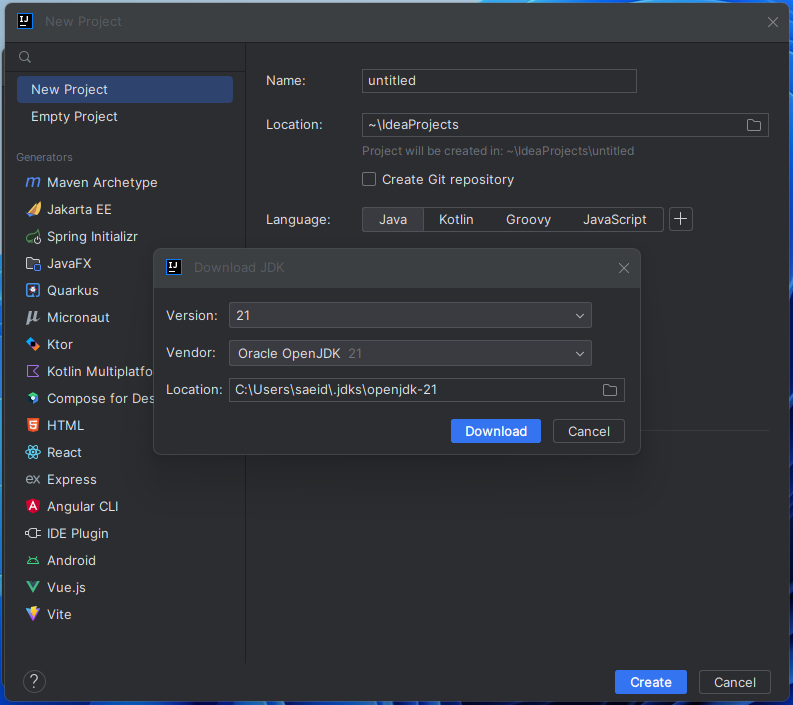 New Project
New Project
Empty Project
Generators
Maven Archetype
Jakarta EE
Spring Initializr
JavaFX
Quarkus
Micronaut
Ktor
Kotlin Multiplatfo
Compose for Des
HTML
React
ex Express
Angular CLI
IDE Plugin
Android
Vue.js
Vite
?
Name: untitled
Location: ~\IdeaProjects
Project will be created in: ~\IdeaProjects\untitled
Create Git repository
Language: Java Kotlin Groovy JavaScript +
IJ Download JDK
Version: 21
Vendor: Oracle OpenJDK 21
Location: C:\Users\saeid\.jdks\openjdk-21
Download Cancel
Create Cancel